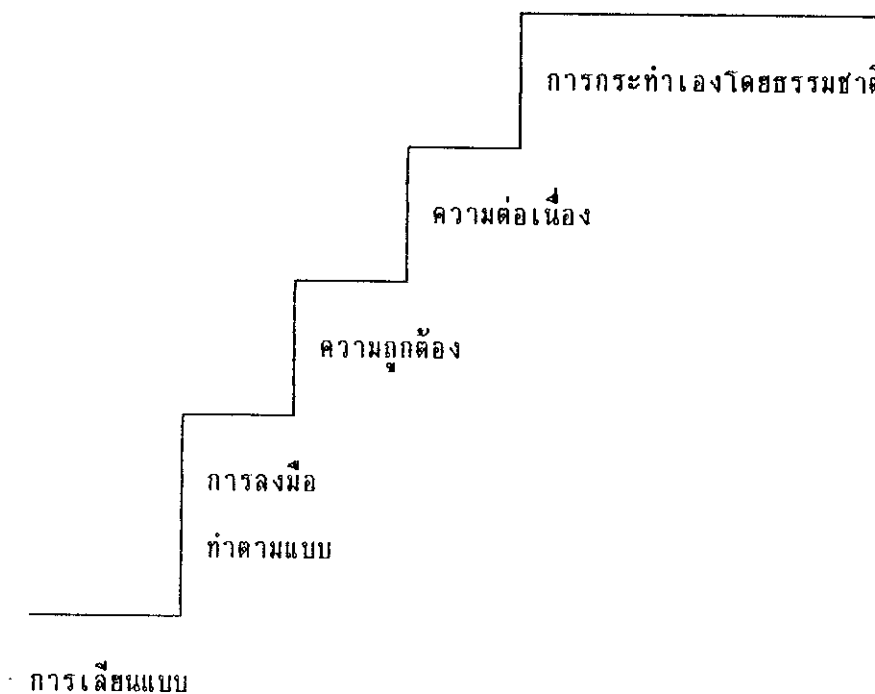 การกระทำเองโดยธรรมชาติ
ความต่อเนื่อง
ความถูกต้อง
การลงมือ
ทำตามแบบ
การเลียนแบบ